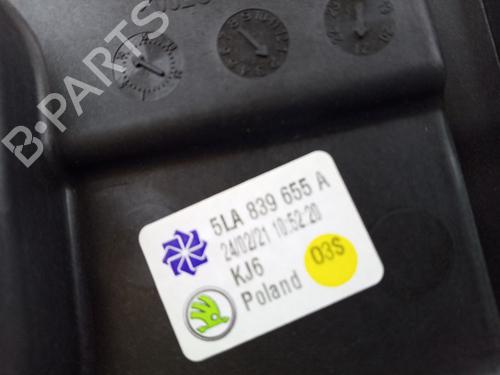 B-PARTS
5LA 839 655 A
24/02/21 10:52:20
KJ6
Poland
03S